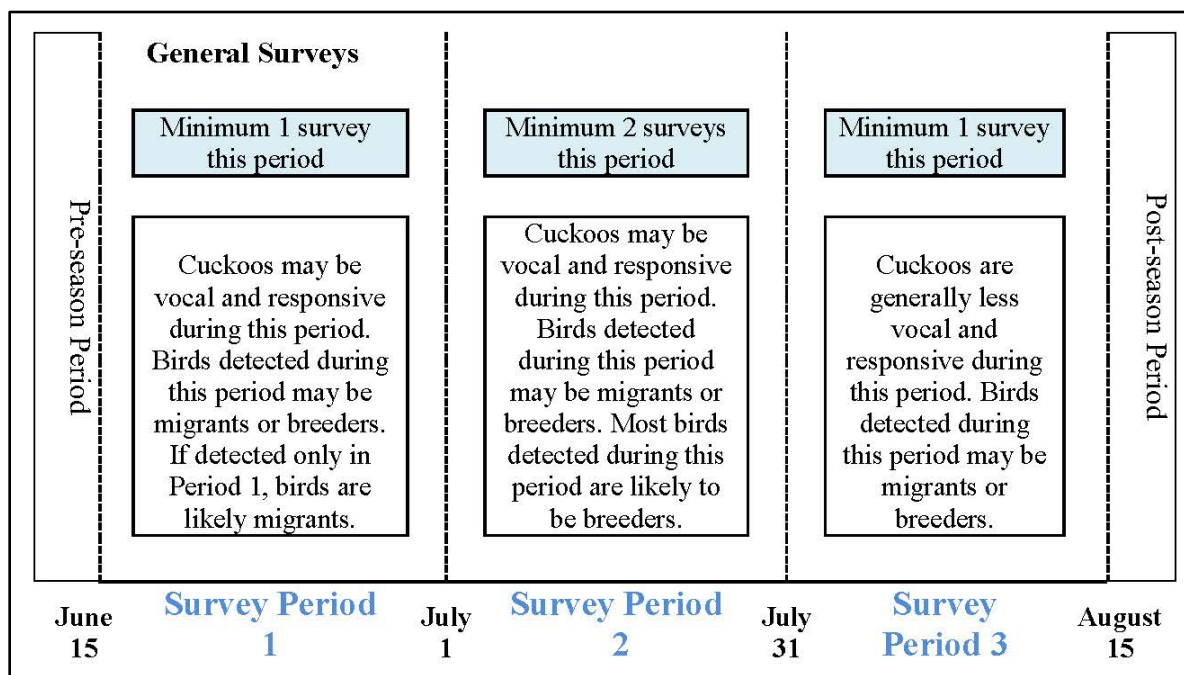 General Surveys
Pre-season Period
Minimum 1 survey
this period
Cuckoos may be
vocal and responsive
during this period.
Birds detected during
this period may be
migrants or breeders.
If detected only in
Period 1, birds are
likely migrants.
Minimum 2 surveys
this period
Cuckoos may be
vocal and responsive
during this period.
Birds detected
during this period
may be migrants or
breeders. Most birds
detected during this
period are likely to
be breeders.
Minimum 1 survey
this period
Cuckoos are
generally less
vocal and
responsive during
this period. Birds
detected during
this period may be
migrants or
breeders.
Post-season Period
June
15
Survey Period
1
July
1
Survey Period
2
July
31
Survey
Period 3
August
15